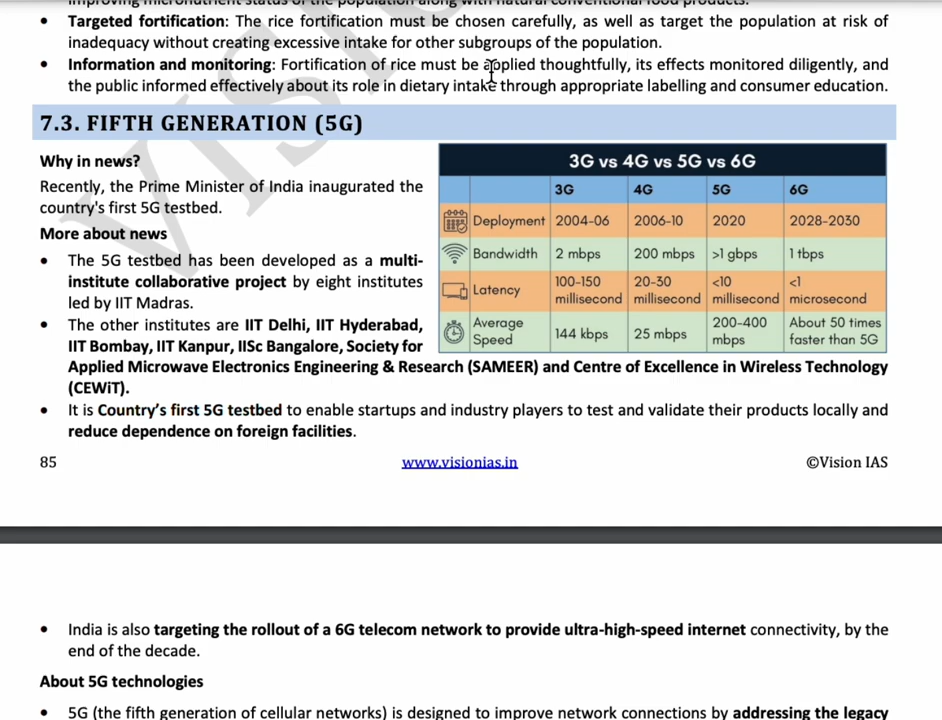 improving micronutrient status of the population along with natural conventional food products.
• Targeted fortification: The rice fortification must be chosen carefully, as well as target the population at risk of
inadequacy without creating excessive intake for other subgroups of the population.
• Information and monitoring: Fortification of rice must be applied thoughtfully, its effects monitored diligently, and
the public informed effectively about its role in dietary intake through appropriate labelling and consumer education.
7.3. FIFTH GENERATION (5G)
Why in news?
Recently, the Prime Minister of India inaugurated the
country's first 5G testbed.
More about news
• The 5G testbed has been developed as a multi-
institute collaborative project by eight institutes
led by IIT Madras.
• The other institutes are IIT Delhi, IIT Hyderabad,
IIT Bombay, IIT Kanpur, IISc Bangalore, Society for
Applied Microwave Electronics Engineering & Research (SAMEER) and Centre of Excellence in Wireless Technology
(CEWiT).
• It is Country’s first 5G testbed to enable startups and industry players to test and validate their products locally and
reduce dependence on foreign facilities.
3G vs 4G vs 5G vs 6G
3G 4G 5G 6G
Deployment 2004-06 2006-10 2020 2028-2030
Bandwidth 2 mbps 200 mbps >1 gbps 1 tbps
Latency 100-150 millisecond 20-30 millisecond <10 millisecond <1 microsecond
Average Speed 144 kbps 25 mbps 200-400 mbps About 50 times faster than 5G
85 www.visionias.in ©Vision IAS
• India is also targeting the rollout of a 6G telecom network to provide ultra-high-speed internet connectivity, by the
end of the decade.
About 5G technologies
• 5G (the fifth generation of cellular networks) is designed to improve network connections by addressing the legacy